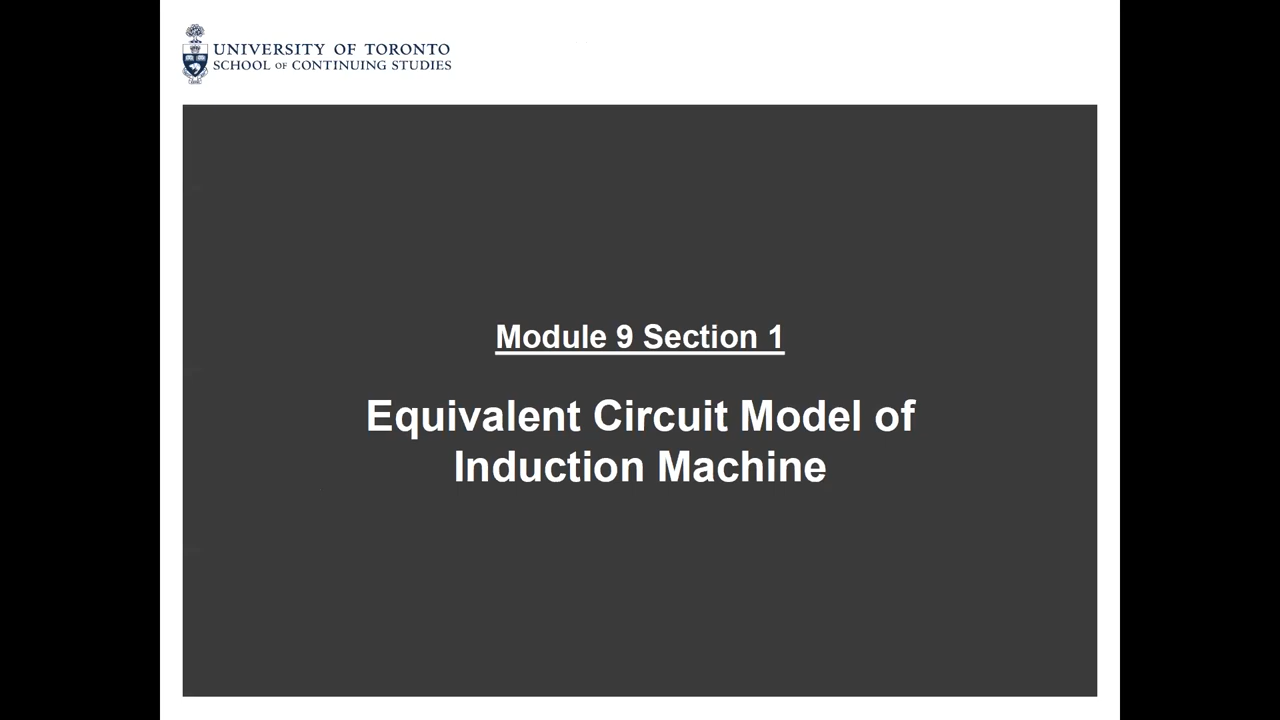 UNIVERSITY OF TORONTO
SCHOOL OF CONTINUING STUDIES
Module 9 Section 1
Equivalent Circuit Model of
Induction Machine